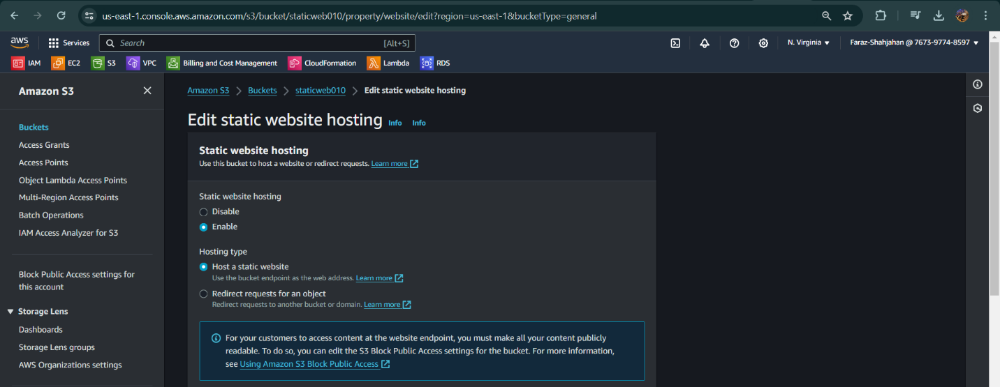 us-east-1.console.aws.amazon.com/s3/bucket/staticweb010/property/website/edit?region=us-east-1&bucketType=general
aws Services Search [Alt+S] N. Virginia Faraz-Shahjahan @ 7673-9774-8597
IAM EC2 S3 VPC Billing and Cost Management CloudFormation Lambda RDS
Amazon S3
Buckets
Access Grants
Access Points
Object Lambda Access Points
Multi-Region Access Points
Batch Operations
IAM Access Analyzer for S3
Block Public Access settings for
this account
Storage Lens
Dashboards
Storage Lens groups
AWS Organizations settings
Amazon S3 > Buckets > staticweb010 > Edit static website hosting
Edit static website hosting Info Info
Static website hosting
Use this bucket to host a website or redirect requests. Learn more
Static website hosting
Disable
Enable
Hosting type
Host a static website
Use the bucket endpoint as the web address. Learn more
Redirect requests for an object
Redirect requests to another bucket or domain. Learn more
For your customers to access content at the website endpoint, you must make all your content publicly
readable. To do so, you can edit the S3 Block Public Access settings for the bucket. For more information,
see Using Amazon S3 Block Public Access